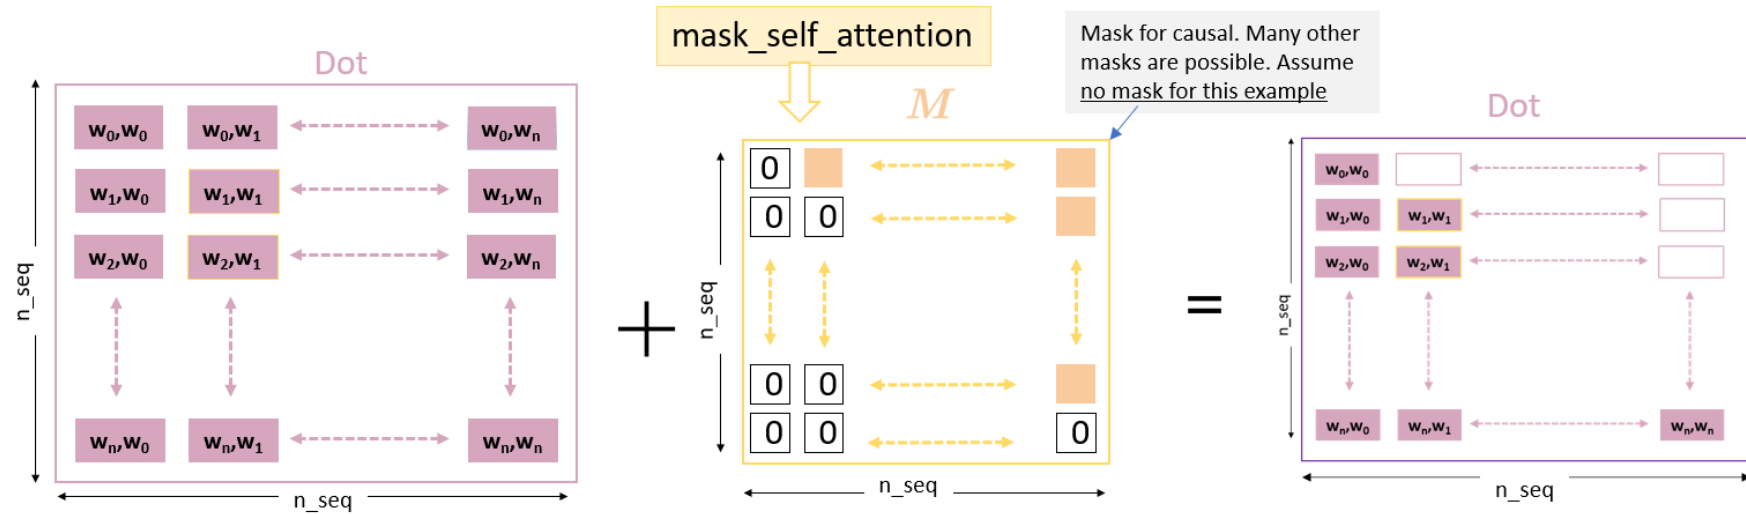 mask_self_attention
Mask for causal. Many other
masks are possible. Assume
no mask for this example
Dot
w₀,w₀ w₀,w₁ w₀,wₙ
w₁,w₀ w₁,w₁ w₁,wₙ
w₂,w₀ w₂,w₁ w₂,wₙ
wₙ,w₀ wₙ,w₁ wₙ,wₙ
n_seq
n_seq
+
M
0
0 0
0 0
0 0 0
n_seq
n_seq
=
Dot
w₀,w₀
w₁,w₀ w₁,w₁
w₂,w₀ w₂,w₁
wₙ,w₀ wₙ,w₁ wₙ,wₙ
n_seq
n_seq